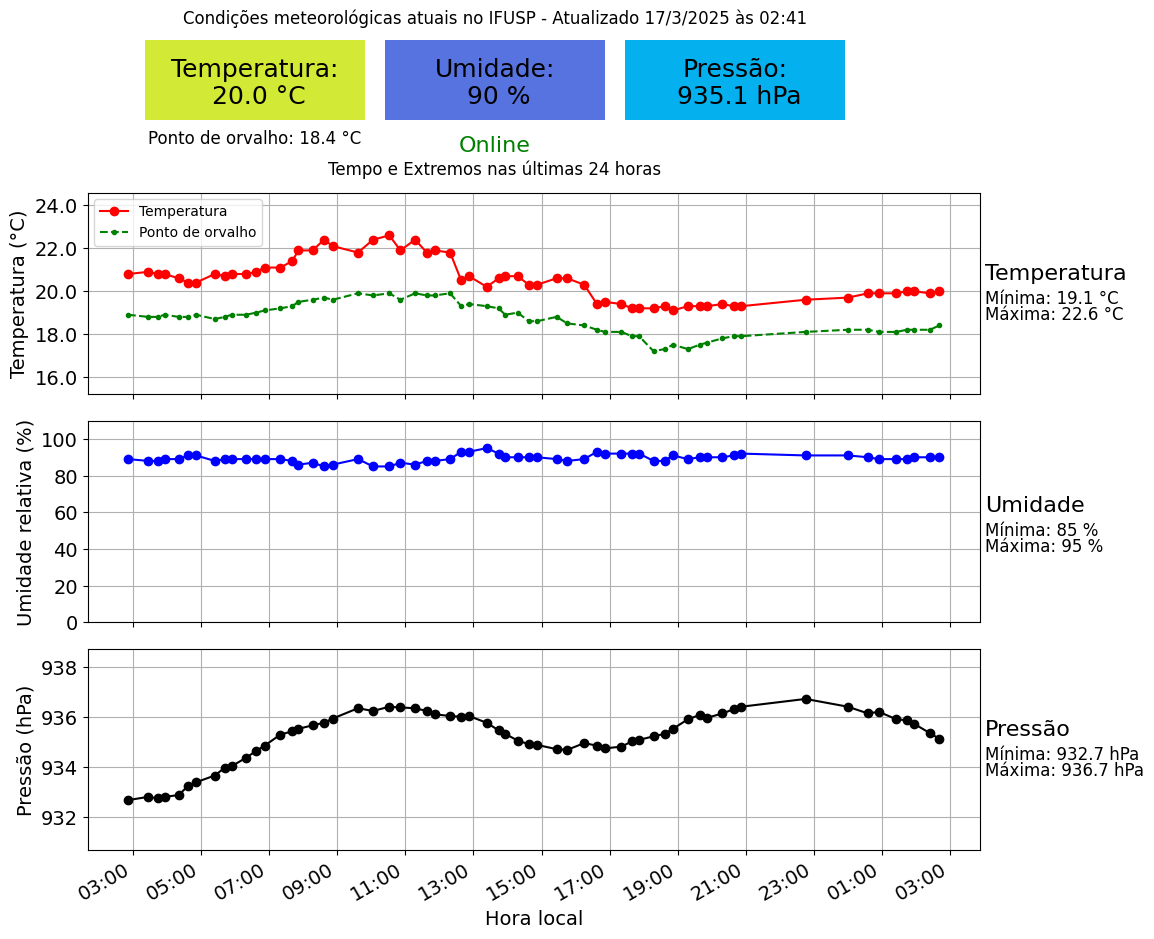 Condições meteorológicas atuais no IFUSP - Atualizado 17/3/2025 às 02:41
Temperatura:
20.0 °C
Umidade:
90 %
Pressão:
935.1 hPa
Ponto de orvalho: 18.4 °C
Online
Tempo e Extremos nas últimas 24 horas
Temperatura (°C)
24.0
22.0
20.0
18.0
16.0
Temperatura
Ponto de orvalho
Temperatura
Mínima: 19.1 °C
Máxima: 22.6 °C
Umidade relativa (%)
100
80
60
40
20
0
Umidade
Mínima: 85 %
Máxima: 95 %
Pressão (hPa)
938
936
934
932
Pressão
Mínima: 932.7 hPa
Máxima: 936.7 hPa
03:00 05:00 07:00 09:00 11:00 13:00 15:00 17:00 19:00 21:00 23:00 01:00 03:00
Hora local